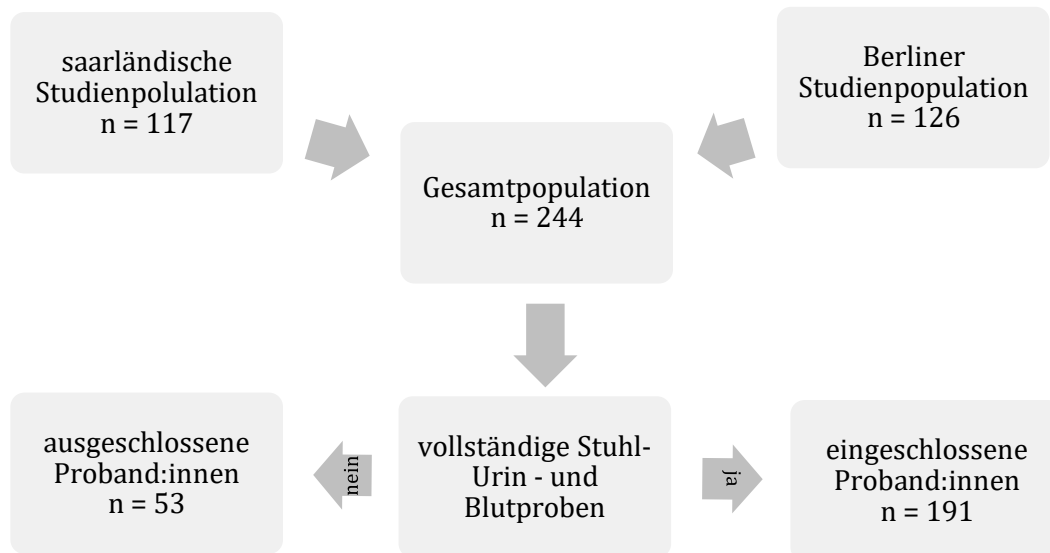 saarländische
Studienpolulation
n = 117
Berliner
Studienpopulation
n = 126
Gesamtpopulation
n = 244
ausgeschlossene
Proband:innen
n = 53
nein
vollständige Stuhl-
Urin - und
Blutproben
ja
eingeschlossene
Proband:innen
n = 191